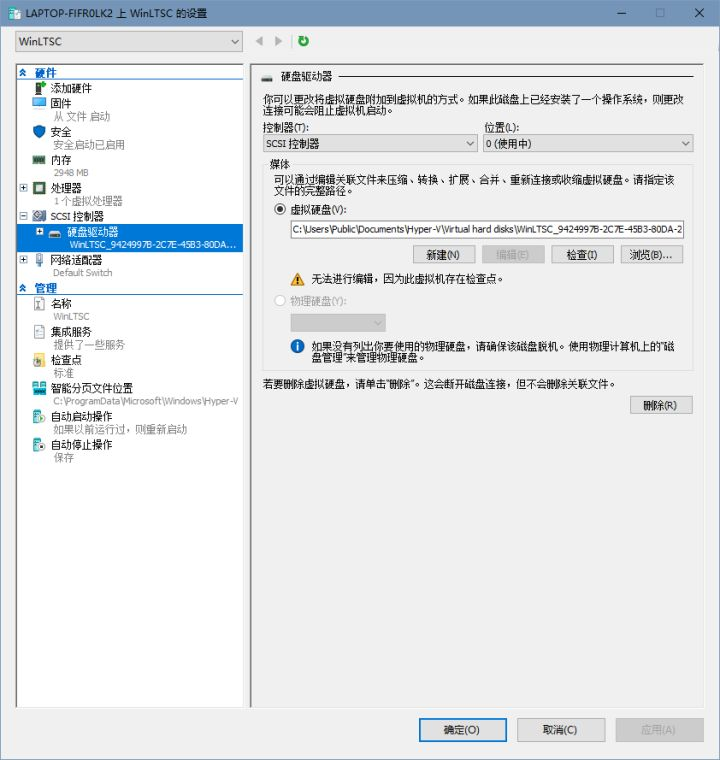 LAPTOP-FIFR0LK2 上 WinLTSC 的设置
WinLTSC
硬件
添加硬件
固件
从 文件 启动
安全
安全启动已启用
内存
2948 MB
处理器
1 个虚拟处理器
SCSI 控制器
硬盘驱动器
WinLTSC_9424997B-2C7E-45B3-80DA...
网络适配器
Default Switch
管理
名称
WinLTSC
集成服务
提供了一些服务
检查点
标准
智能分页文件位置
C:\ProgramData\Microsoft\Windows\Hyper-V
自动启动操作
如果以前运行过，则重新启动
自动停止操作
保存
硬盘驱动器
你可以更改将虚拟硬盘附加到虚拟机的方式。如果此磁盘上已经安装了一个操作系统，则更改
连接可能会阻止虚拟机启动。
控制器(T):
位置(L):
SCSI 控制器
0 (使用中)
媒体
可以通过编辑关联文件来压缩、转换、扩展、合并、重新连接或收缩虚拟硬盘。请指定该
文件的完整路径。
虚拟硬盘(V):
C:\Users\Public\Documents\Hyper-V\Virtual hard disks\WinLTSC_9424997B-2C7E-45B3-80DA-2
新建(N)
编辑(E)
检查(I)
浏览(B)...
无法进行编辑，因为此虚拟机存在检查点。
物理硬盘(Y):
如果没有列出你要使用的物理硬盘，请确保该磁盘脱机。使用物理计算机上的"磁
盘管理"来管理物理硬盘。
若要删除虚拟硬盘，请单击"删除"。这会断开磁盘连接，但不会删除关联文件。
删除(R)
确定(O)
取消(C)
应用(A)